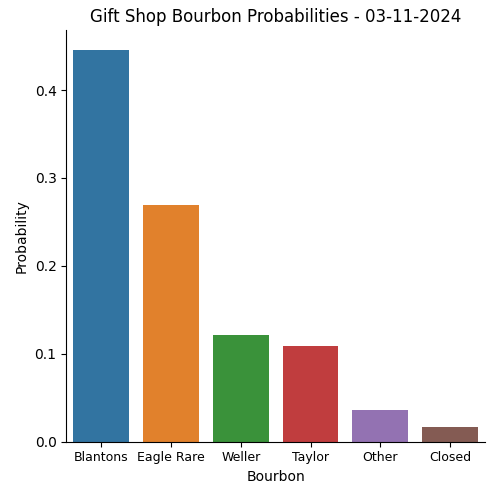 Gift Shop Bourbon Probabilities - 03-11-2024
0.4
0.3
0.2
0.1
0.0
Probability
Blantons Eagle Rare Weller Taylor Other Closed
Bourbon